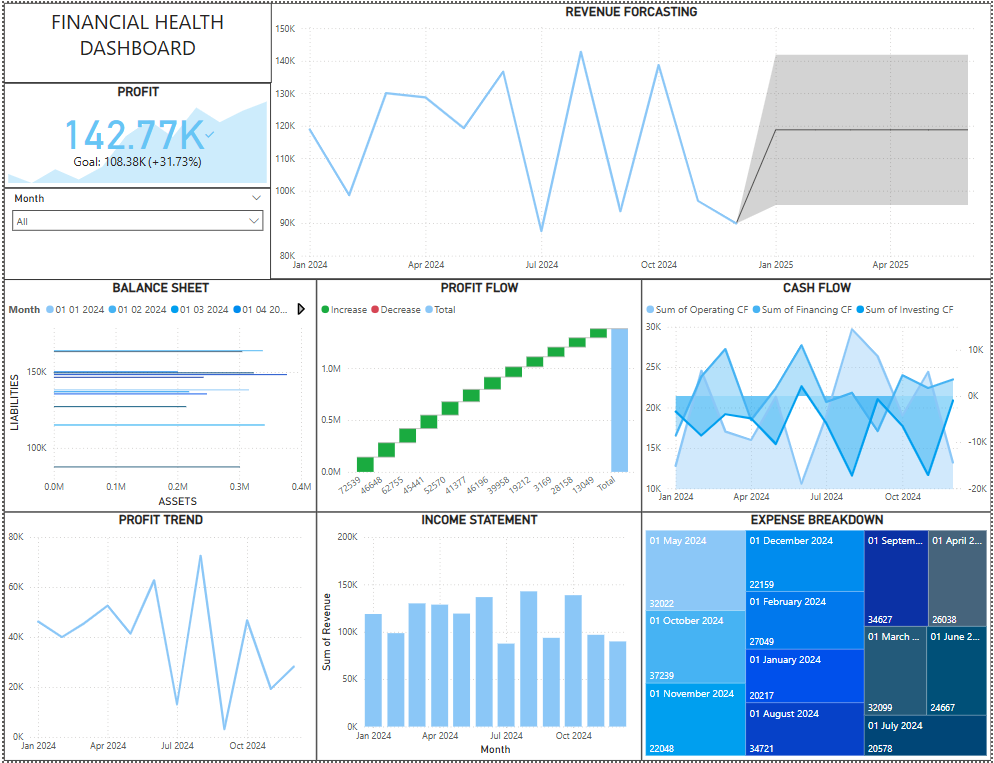 FINANCIAL HEALTH
DASHBOARD
PROFIT
142.77K
Goal: 108.38K (+31.73%)
Month
All
REVENUE FORCASTING
150K
140K
130K
120K
110K
100K
90K
80K
Jan 2024
Apr 2024
Jul 2024
Oct 2024
Jan 2025
Apr 2025
BALANCE SHEET
Month 01 01 2024 01 02 2024 01 03 2024 01 04 20...
LIABILITIES
150K
100K
0.0M
0.1M
0.2M
0.3M
0.4M
ASSETS
PROFIT FLOW
Increase Decrease Total
1.0M
0.5M
0.0M
72539
46648
62755
45441
52570
41377
46196
39958
19212
3169
28158
13049
Total
CASH FLOW
Sum of Operating CF Sum of Financing CF Sum of Investing CF
30K
25K
20K
15K
10K
10K
0K
-10K
-20K
Jan 2024
Apr 2024
Jul 2024
Oct 2024
PROFIT TREND
80K
60K
40K
20K
0K
Jan 2024
Apr 2024
Jul 2024
Oct 2024
INCOME STATEMENT
Sum of Revenue
200K
150K
100K
50K
0K
Jan 2024
Apr 2024
Jul 2024
Oct 2024
Month
EXPENSE BREAKDOWN
01 May 2024
32022
01 October 2024
37239
01 November 2024
22048
01 December 2024
22159
01 February 2024
27049
01 January 2024
20217
01 August 2024
34721
01 Septem...
34627
01 April 2...
26038
01 March ...
32099
01 June 2...
24667
01 July 2024
20578